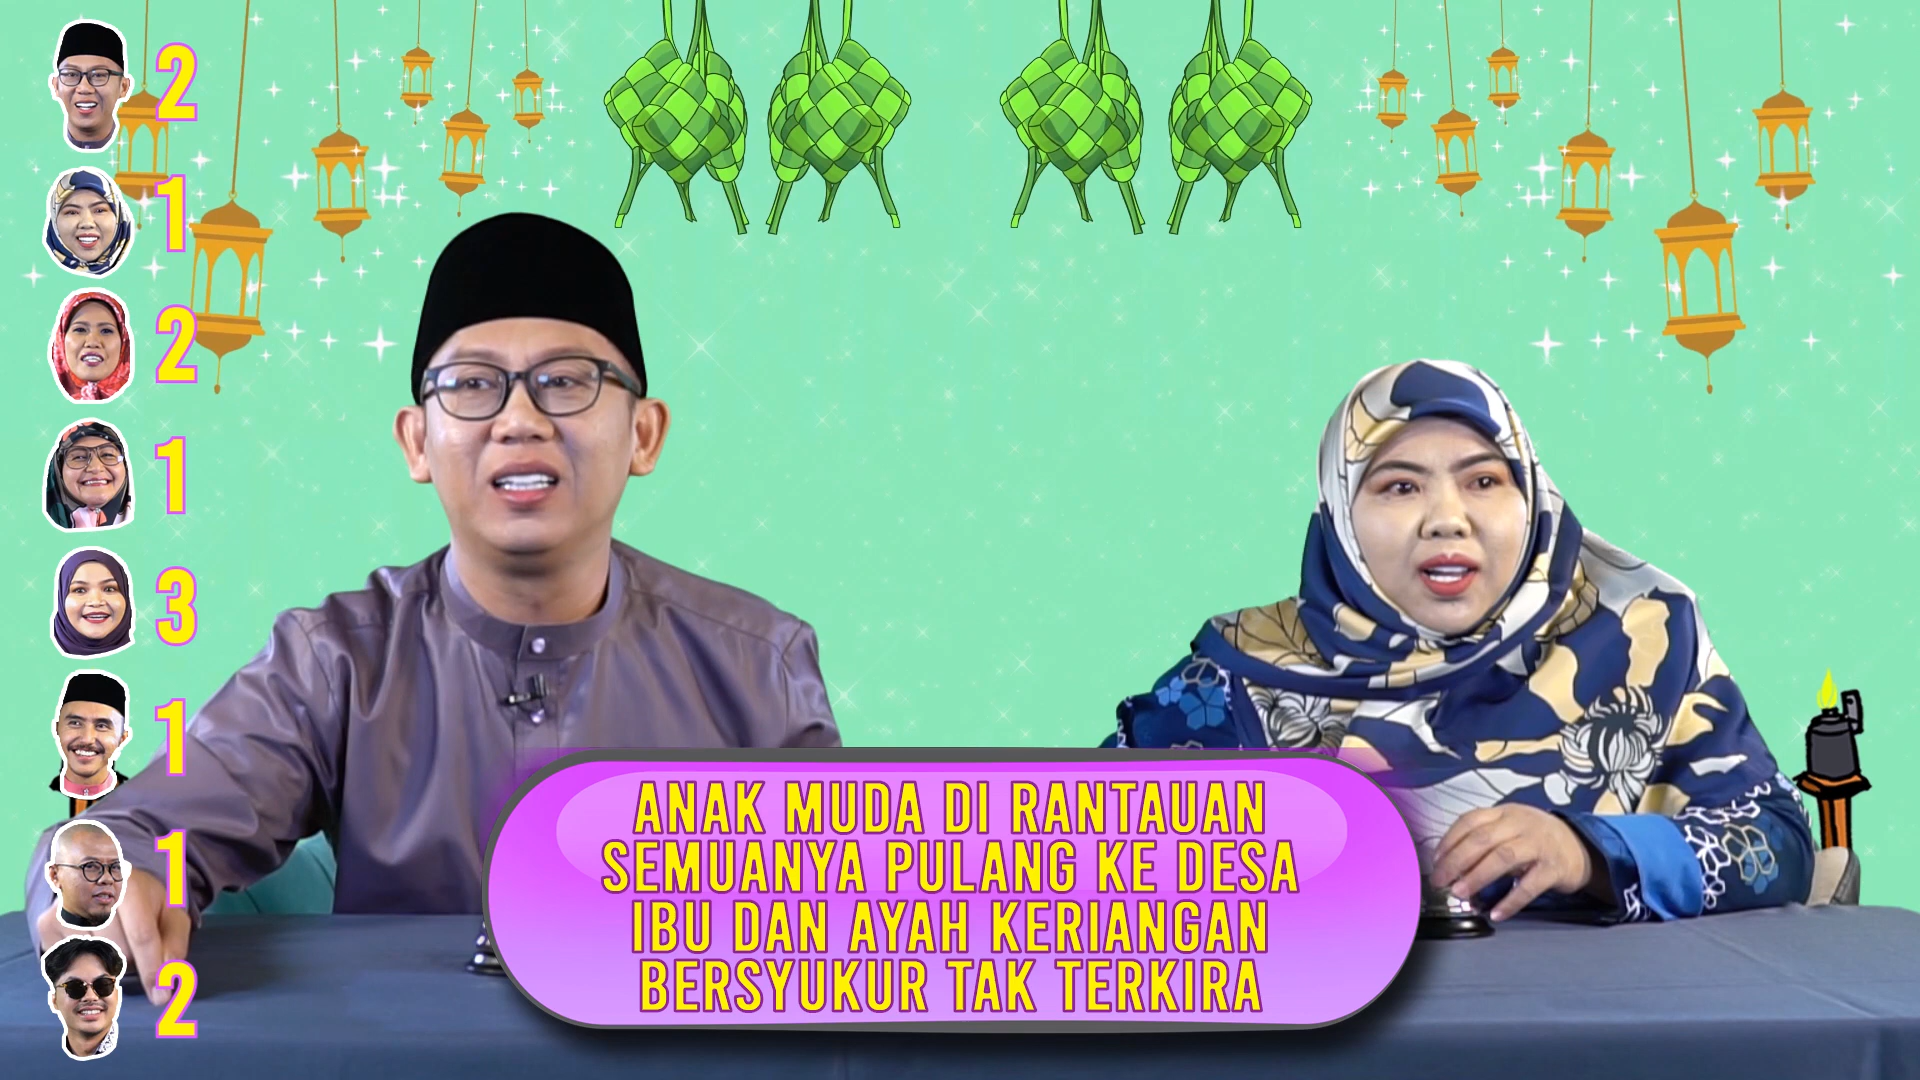 2
1
2
1
3
1
1
2
ANAK MUDA DI RANTAUAN
SEMUANYA PULANG KE DESA
IBU DAN AYAH KERIANGAN
BERSYUKUR TAK TERKIRA